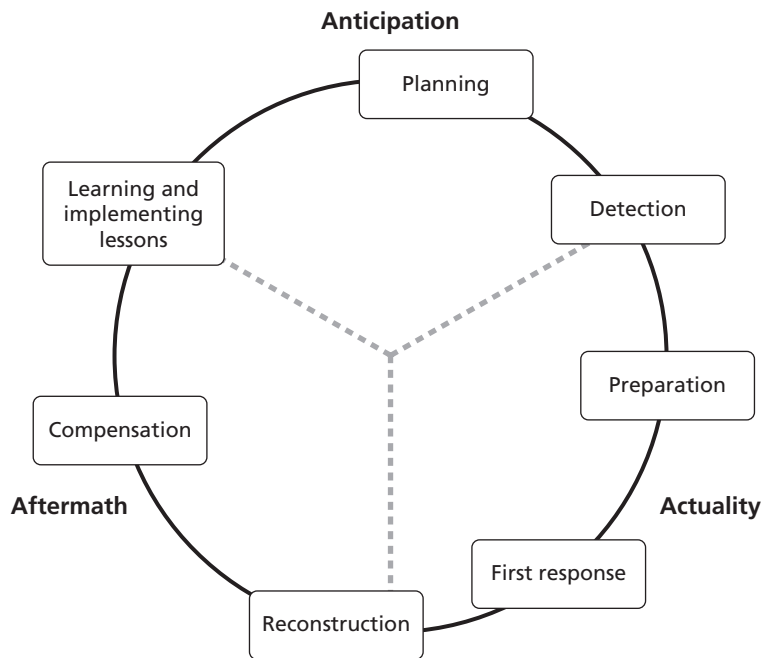 Anticipation
Planning
Learning and
implementing
lessons
Detection
Preparation
Compensation
Aftermath
Actuality
First response
Reconstruction